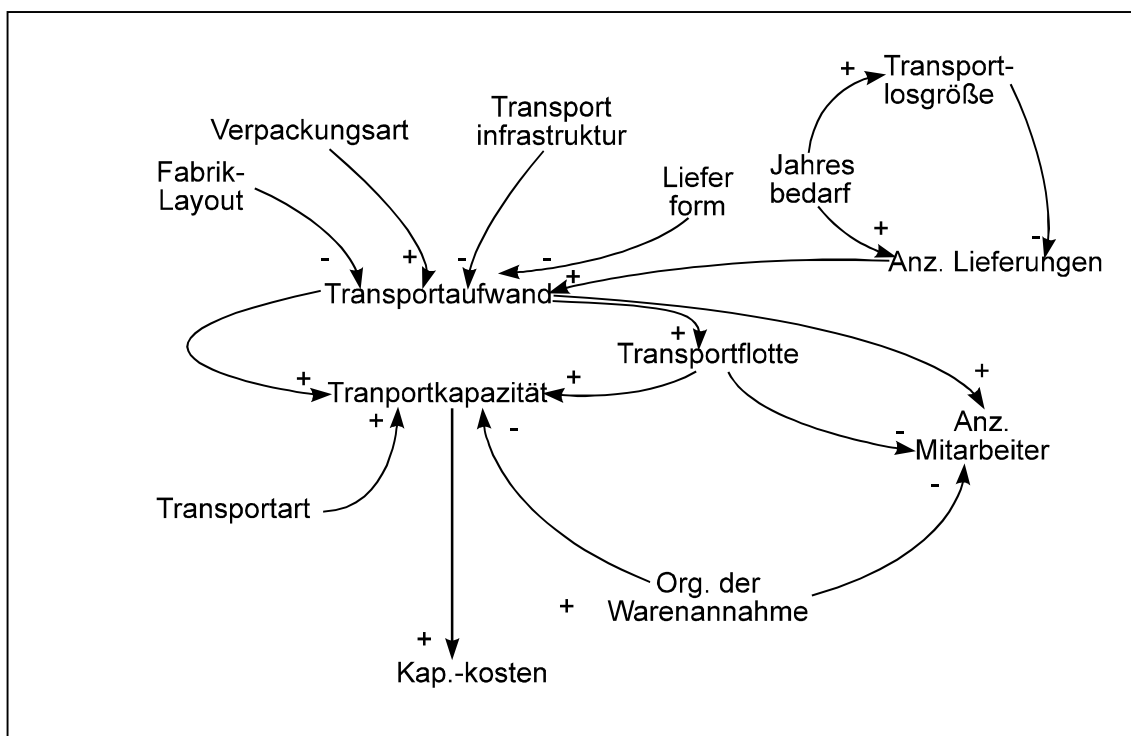 +
Transport-
losgröße
Transport
infrastruktur
Verpackungsart
Fabrik-
Layout
Jahres
bedarf
Liefer
form
+
-
-
+
-
-
Anz. Lieferungen
+
Transportaufwand
+
Transportflotte
+
+
+
Tranportkapazität
+
-
-
Anz.
Mitarbeiter
-
Transportart
Org. der
Warenannahme
+
+
Kap.-kosten